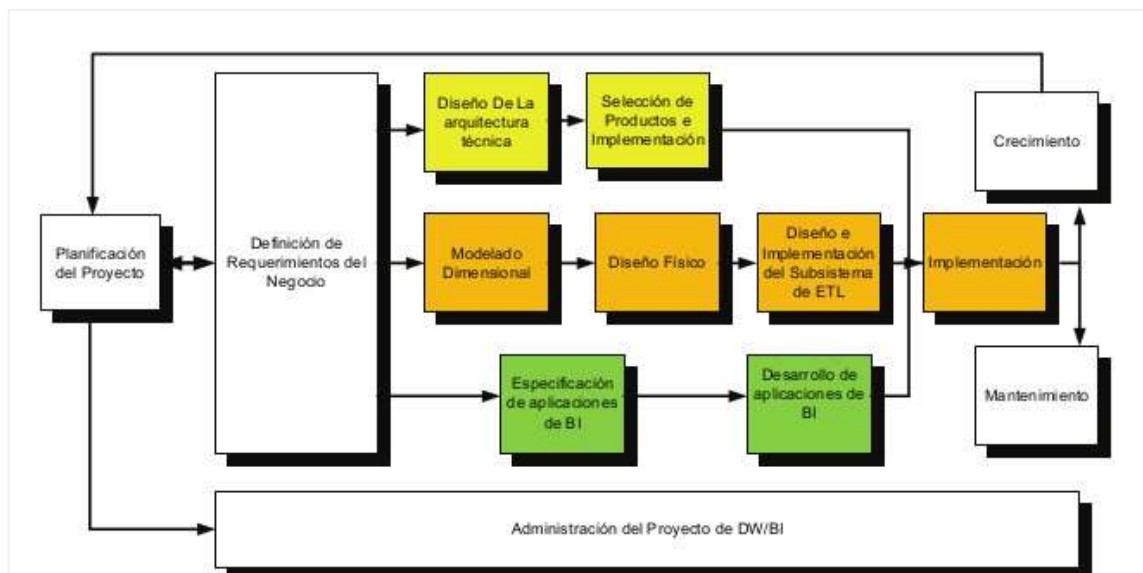 Planificación
del Proyecto
Definición de
Requerimientos del
Negocio
Diseño De La
arquitectura
técnica
Selección de
Productos e
Implementación
Modelado
Dimensional
Diseño Físico
Diseño e
Implementación
del Subsistema
de ETL
Implementación
Especificación
de aplicaciones
de BI
Desarrollo de
aplicaciones de
BI
Crecimiento
Mantenimiento
Administración del Proyecto de DW/BI